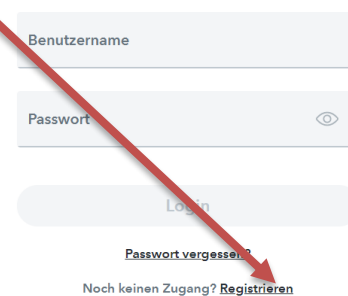 Benutzername
Passwort
Login
Passwort vergessen?
Noch keinen Zugang? Registrieren